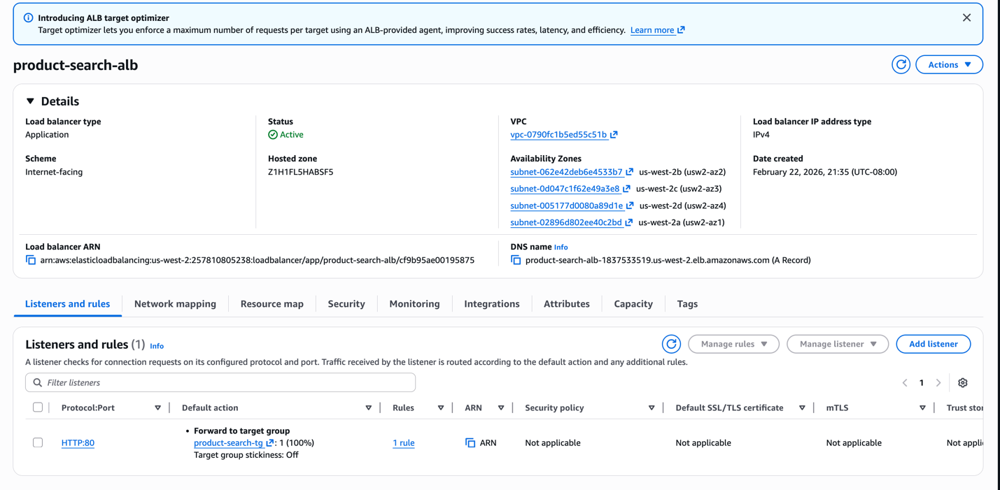 Introducing ALB target optimizer
Target optimizer lets you enforce a maximum number of requests per target using an ALB-provided agent, improving success rates, latency, and efficiency. Learn more
product-search-alb
Actions
Details
Load balancer type
Application
Status
Active
VPC
vpc-0790fc1b5ed55c51b
Load balancer IP address type
IPv4
Scheme
Internet-facing
Hosted zone
Z1H1FL5HABSF5
Availability Zones
subnet-062e42deb6e4533b7 us-west-2b (usw2-az2)
subnet-0d047c1f62e49a3e8 us-west-2c (usw2-az3)
subnet-005177d0080a89d1e us-west-2d (usw2-az4)
subnet-02896d802ee40c2bd us-west-2a (usw2-az1)
Date created
February 22, 2026, 21:35 (UTC-08:00)
Load balancer ARN
arn:aws:elasticloadbalancing:us-west-2:257810805238:loadbalancer/app/product-search-alb/cf9b95ae00195875
DNS name Info
product-search-alb-1837533519.us-west-2.elb.amazonaws.com (A Record)
Listeners and rules Network mapping Resource map Security Monitoring Integrations Attributes Capacity Tags
Listeners and rules (1) Info
Manage rules Manage listener Add listener
A listener checks for connection requests on its configured protocol and port. Traffic received by the listener is routed according to the default action and any additional rules.
Filter listeners
1
Protocol:Port Default action Rules ARN Security policy Default SSL/TLS certificate mTLS Trust stor
• Forward to target group
HTTP:80 product-search-tg : 1 (100%) 1 rule ARN Not applicable Not applicable Not applicable Not appli
Target group stickiness: Off